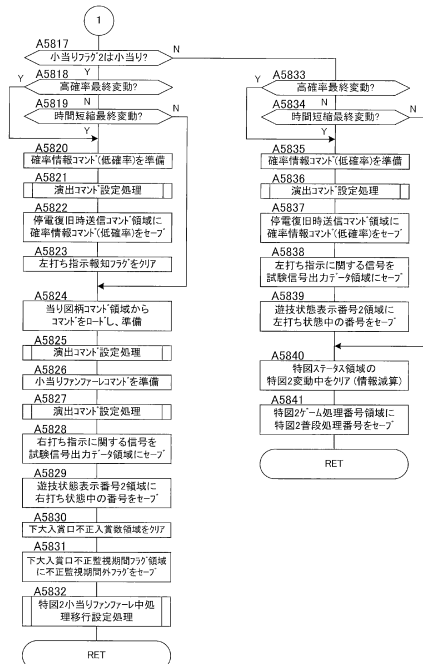 1
A5817
小当りフラグ2は小当り?
N
Y
A5818
高確率最終変動?
Y
N
A5819
時間短縮最終変動?
N
Y
A5820
確率情報コマンド(低確率)を準備
A5821
演出コマンド設定処理
A5822
停電復旧時送信コマンド領域に
確率情報コマンド(低確率)をセーブ
A5823
左打ち指示報知フラグをクリア
A5824
当り図柄コマンド領域から
コマンドをロードし、準備
A5825
演出コマンド設定処理
A5826
小当りファンファーレコマンドを準備
A5827
演出コマンド設定処理
A5828
右打ち指示に関する信号を
試験信号出力データ領域にセーブ
A5829
遊技状態表示番号2領域に
右打ち状態中の番号をセーブ
A5830
下大入賞口不正入賞数領域をクリア
A5831
下大入賞口不正監視期間フラグ領域
に不正監視期間外フラグをセーブ
A5832
特図2小当りファンファーレ中処
理移行設定処理
RET
A5833
高確率最終変動?
Y
N
A5834
時間短縮最終変動?
N
Y
A5835
確率情報コマンド(低確率)を準備
A5836
演出コマンド設定処理
A5837
停電復旧時送信コマンド領域に
確率情報コマンド(低確率)をセーブ
A5838
左打ち指示に関する信号を
試験信号出力データ領域にセーブ
A5839
遊技状態表示番号2領域に
左打ち状態中の番号をセーブ
A5840
特図ステータス領域の
特図2変動中をクリア(情報減算)
A5841
特図2ゲーム処理番号領域に
特図2普段処理番号をセーブ
RET